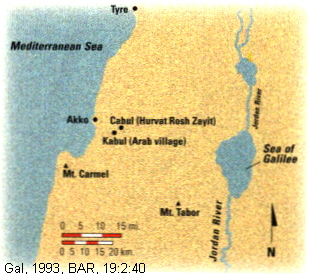 Tyre
Mediterranean Sea
Jordan River
Akko
Cabul (Hurvat Rosh Zayit)
Kabul (Arab village)
Sea of
Galilee
Mt. Carmel
Mt. Tabor
Jordan River
0 5 10 15 mi.
0 5 10 15 20 km.
N
Gal, 1993, BAR, 19:2:40